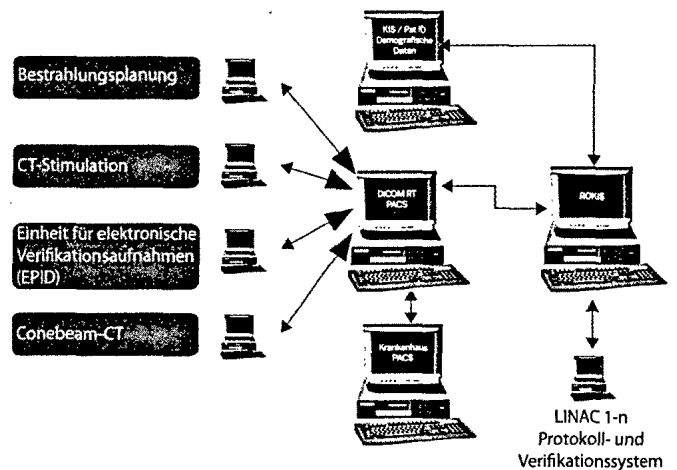 Bestrahlungsplanung
CT-Stimulation
Einheit für elektronische
Verifikationsaufnahmen
(EPID)
Conebeam-CT
KIS / Pat ID
Demografische
Daten
DICOM RT
PACS
ROKIS
Krankenhaus
PACS
LINAC 1-n
Protokoll- und
Verifikationssystem